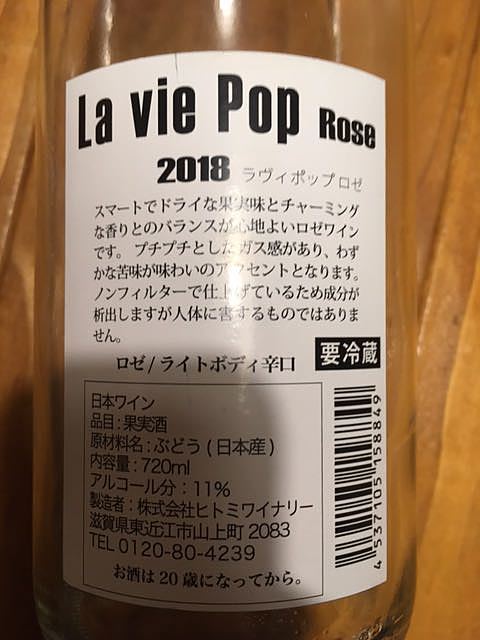 La vie Pop Rose
2018 ラヴィポップ ロゼ
スマートでドライな果実味とチャーミング
な香りとのバランスが心地よいロゼワイン
です。プチプチとしたガス感があり、わず
かな苦味が味わいのアクセントとなります。
ノンフィルターで仕上げているため成分が
析出しますが人体に害するものではありま
せん。
ロゼ/ライトボディ辛口
要冷蔵
日本ワイン
品目:果実酒
原材料名:ぶどう(日本産)
内容量:720ml
アルコール分:11%
製造者:株式会社ヒトミワイナリー
滋賀県東近江市山上町2083
TEL 0120-80-4239
お酒は20歳になってから。
4537105158849